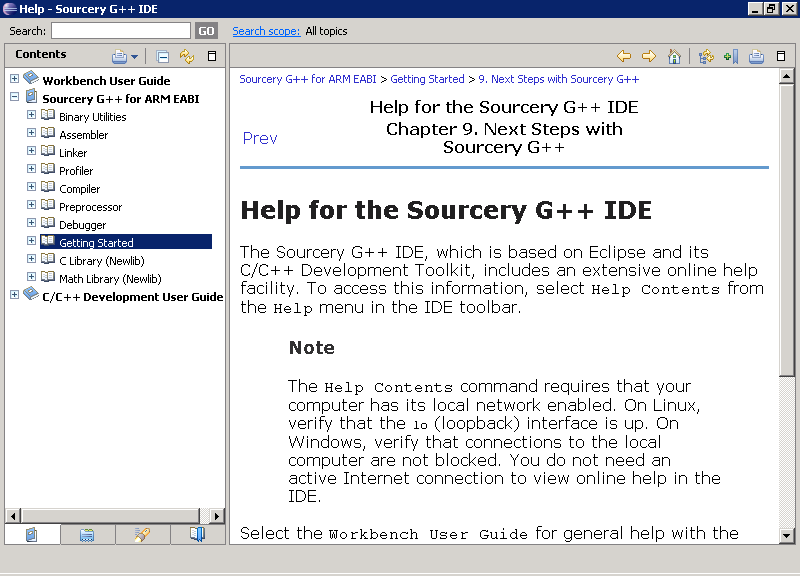 Help - Sourcery G++ IDE
Search:
GO
Search scope: All topics
Contents
Workbench User Guide
Sourcery G++ for ARM EABI
Binary Utilities
Assembler
Linker
Profiler
Compiler
Preprocessor
Debugger
Getting Started
C Library (Newlib)
Math Library (Newlib)
C/C++ Development User Guide
Sourcery G++ for ARM EABI > Getting Started > 9. Next Steps with Sourcery G++
Help for the Sourcery G++ IDE
Chapter 9. Next Steps with
Sourcery G++
Prev
Help for the Sourcery G++ IDE
The Sourcery G++ IDE, which is based on Eclipse and its
C/C++ Development Toolkit, includes an extensive online help
facility. To access this information, select Help Contents from
the Help menu in the IDE toolbar.
Note
The Help Contents command requires that your
computer has its local network enabled. On Linux,
verify that the lo (loopback) interface is up. On
Windows, verify that connections to the local
computer are not blocked. You do not need an
active Internet connection to view online help in the
IDE.
Select the Workbench User Guide for general help with the